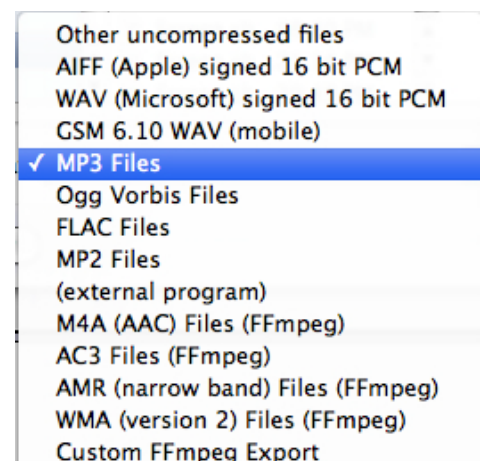 Other uncompressed files
AIFF (Apple) signed 16 bit PCM
WAV (Microsoft) signed 16 bit PCM
GSM 6.10 WAV (mobile)
✓ MP3 Files
Ogg Vorbis Files
FLAC Files
MP2 Files
(external program)
M4A (AAC) Files (FFmpeg)
AC3 Files (FFmpeg)
AMR (narrow band) Files (FFmpeg)
WMA (version 2) Files (FFmpeg)
Custom FFmpeg Export